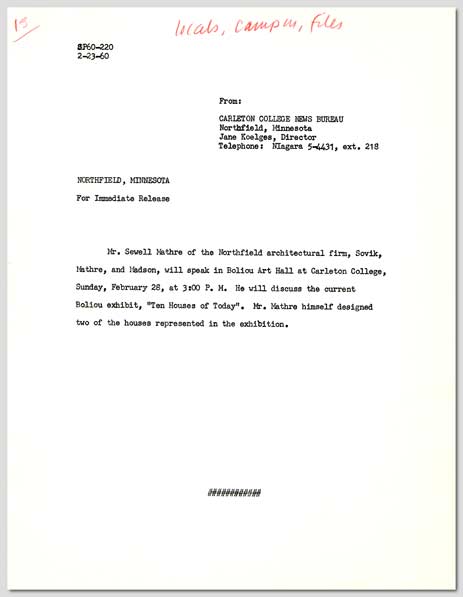 locals, campus, files
SP60-220
2-23-60
From:
CARLETON COLLEGE NEWS BUREAU
Northfield, Minnesota
Jane Koelges, Director
Telephone: NIagara 5-4431, ext. 218
NORTHFIELD, MINNESOTA
For Immediate Release
Mr. Sewell Mathre of the Northfield architectural firm, Sovik,
Mathre, and Madson, will speak in Boliou Art Hall at Carleton College,
Sunday, February 28, at 3:00 P. M. He will discuss the current
Boliou exhibit, "Ten Houses of Today". Mr. Mathre himself designed
two of the houses represented in the exhibition.
############